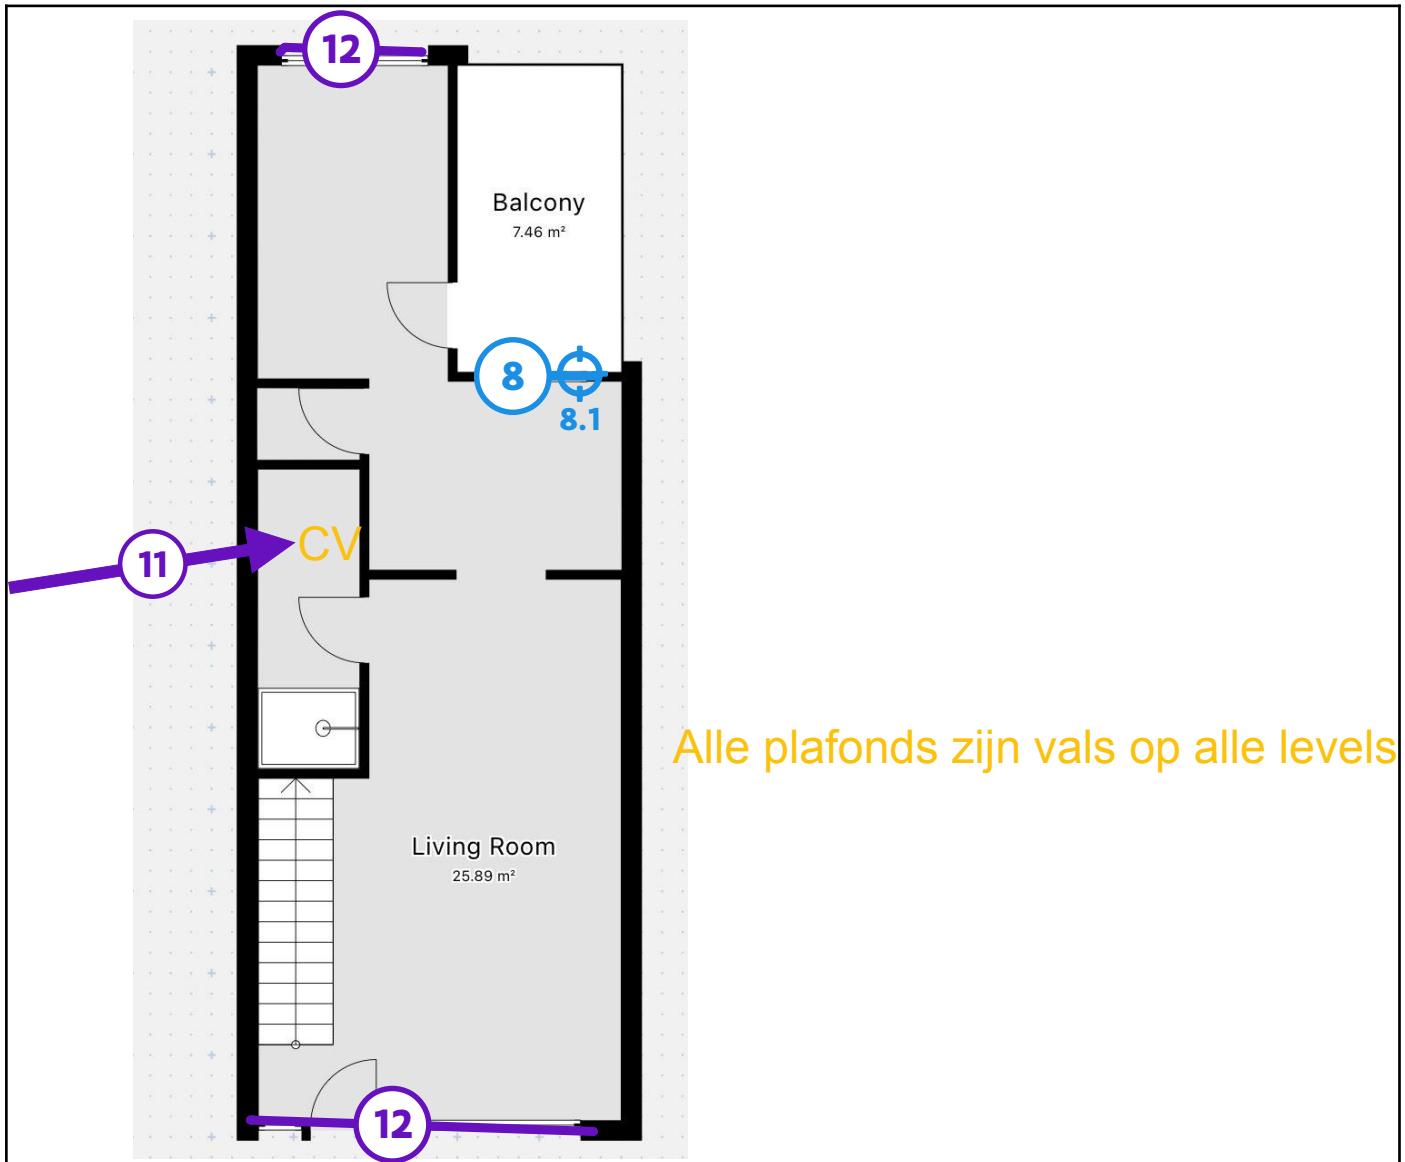 12
Balcony
7.46 m²
8
8.1
11
CV
Alle plafonds zijn vals op alle levels
Living Room
25.89 m²
12